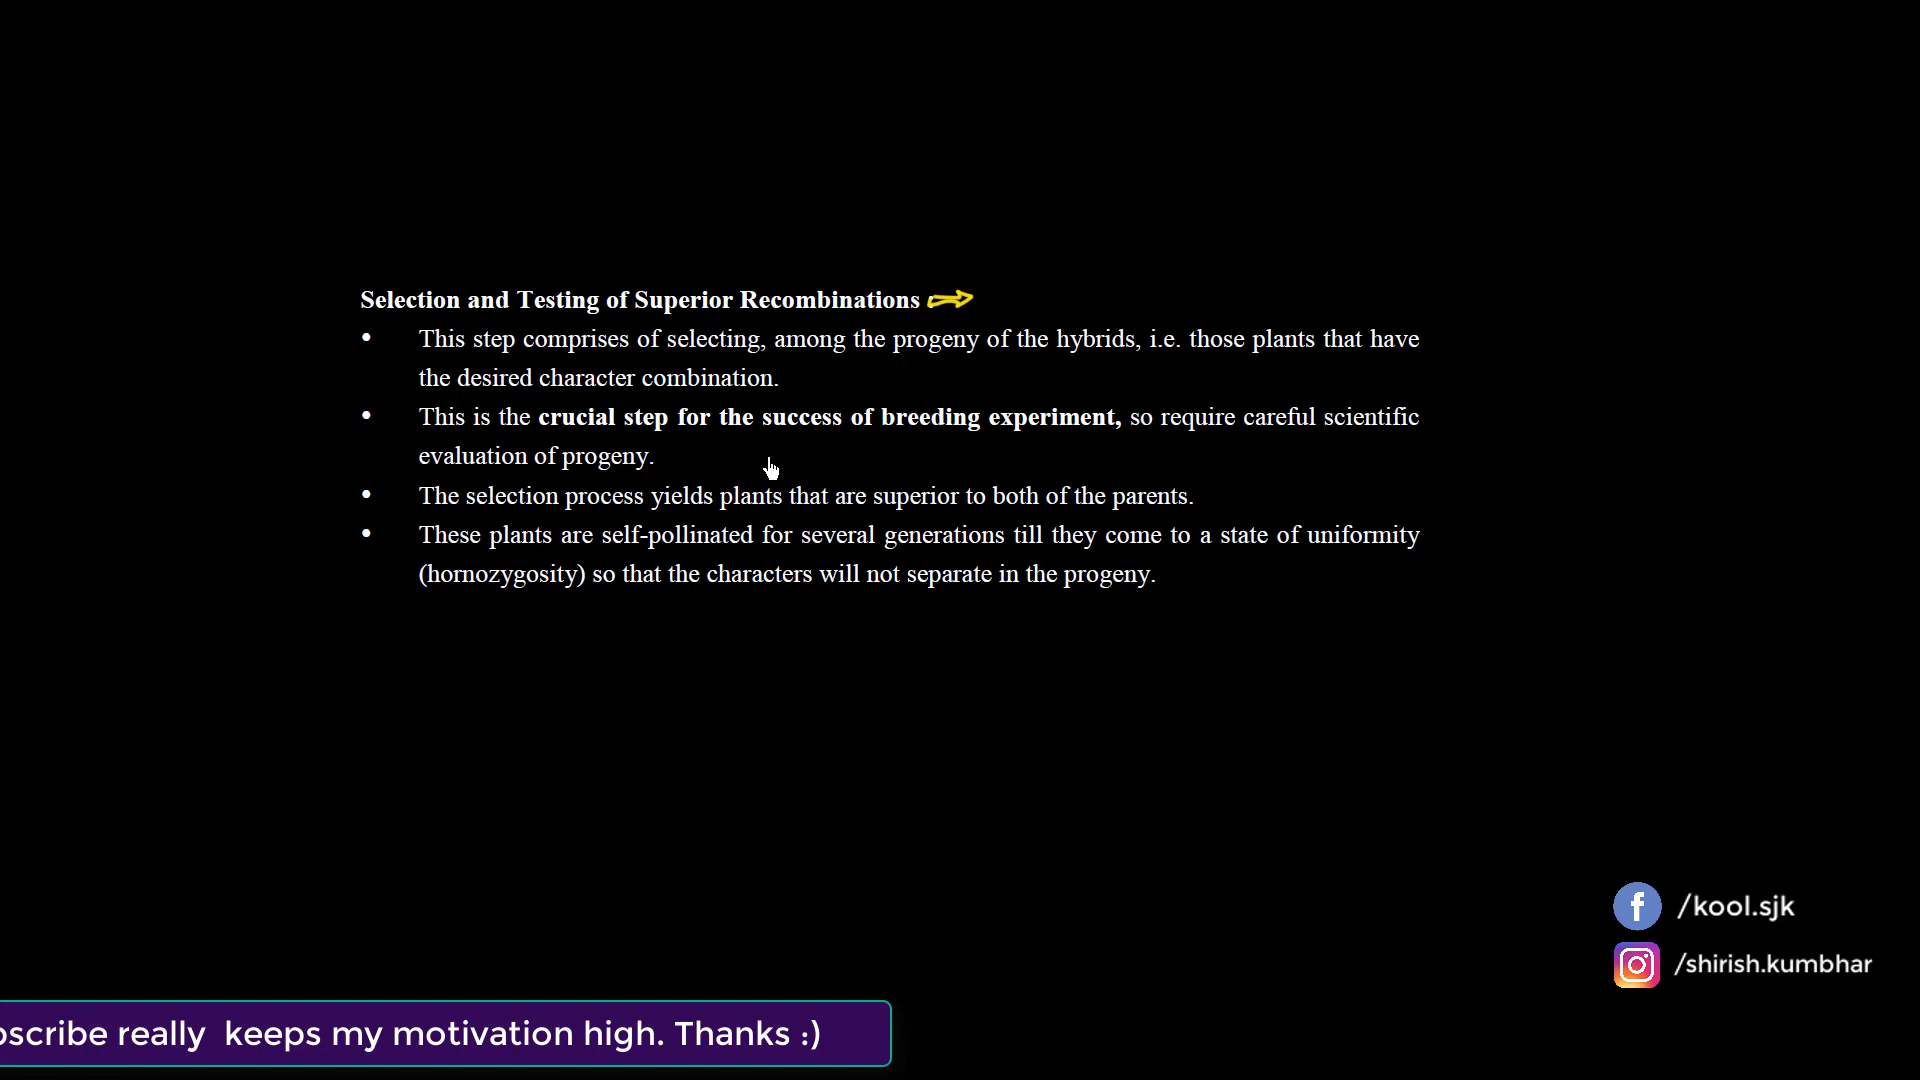 Selection and Testing of Superior Recombinations
• This step comprises of selecting, among the progeny of the hybrids, i.e. those plants that have
the desired character combination.
• This is the crucial step for the success of breeding experiment, so require careful scientific
evaluation of progeny.
• The selection process yields plants that are superior to both of the parents.
• These plants are self-pollinated for several generations till they come to a state of uniformity
(hornozygosity) so that the characters will not separate in the progeny.
/kool.sjk
/shirish.kumbhar
really keeps my motivation high. Thanks :)